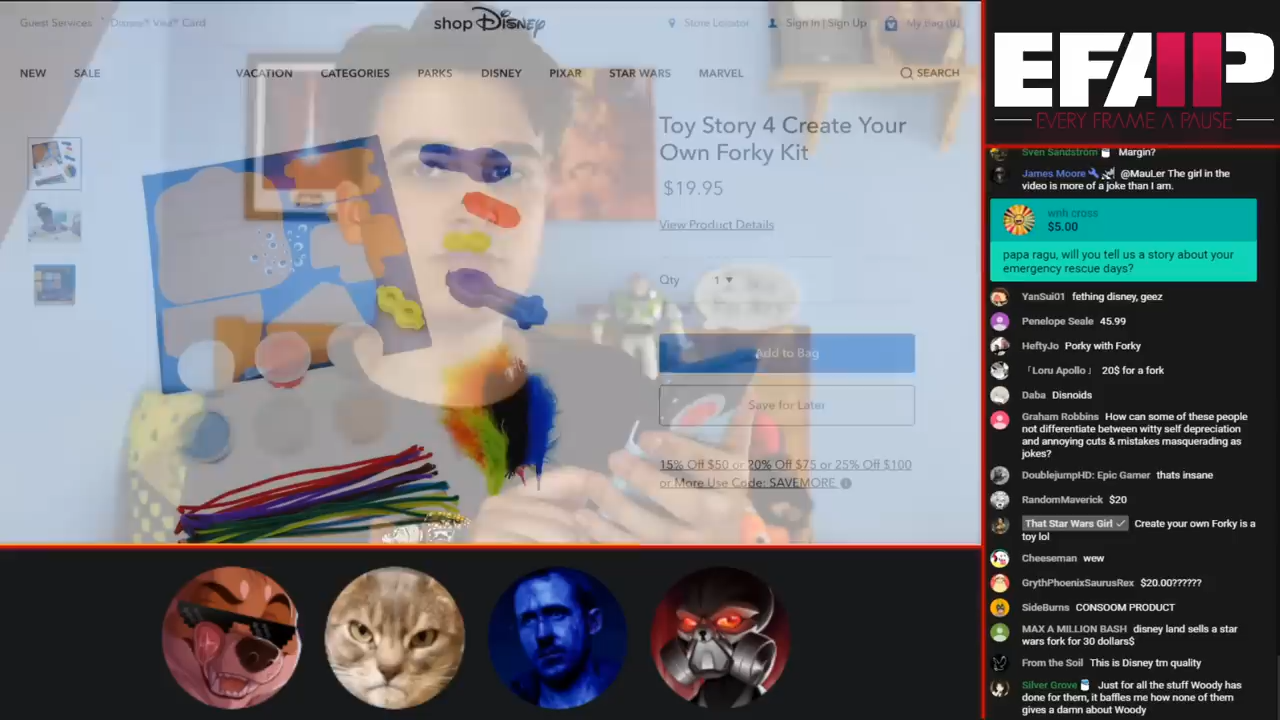 Guest Services
Disney® Visa® Card
shop Disney
Store Locator
Sign In | Sign Up
My Bag (0)
NEW
SALE
VACATION
CATEGORIES
PARKS
DISNEY
PIXAR
STAR WARS
MARVEL
SEARCH
Toy Story 4 Create Your
Own Forky Kit
$19.95
View Product Details
Qty
1
Add to Bag
Save for Later
15% Off $50 or 20% Off $75 or 25% Off $100
or More Use Code: SAVEMORE
EFAP
EVERY FRAME A PAUSE
Sven Sandström Margin?
James Moore @MauLer The girl in the
video is more of a joke than I am.
wnh cross
$5.00
papa ragu, will you tell us a story about your
emergency rescue days?
YanSui01 fething disney, geez
Penelope Seale 45.99
HeftyJo Porky with Forky
「Loru Apollo」 20$ for a fork
Daba Disnoids
Graham Robbins How can some of these people
not differentiate between witty self depreciation
and annoying cuts & mistakes masquerading as
jokes?
DoublejumpHD: Epic Gamer thats insane
RandomMaverick $20
That Star Wars Girl Create your own Forky is a
toy lol
Cheeseman wew
GrythPhoenixSaurusRex $20.00??????
SideBurns CONSOOM PRODUCT
MAX A MILLION BASH disney land sells a star
wars fork for 30 dollars$
From the Soil This is Disney tm quality
Silver Grove Just for all the stuff Woody has
done for them, it baffles me how none of them
gives a damn about Woody